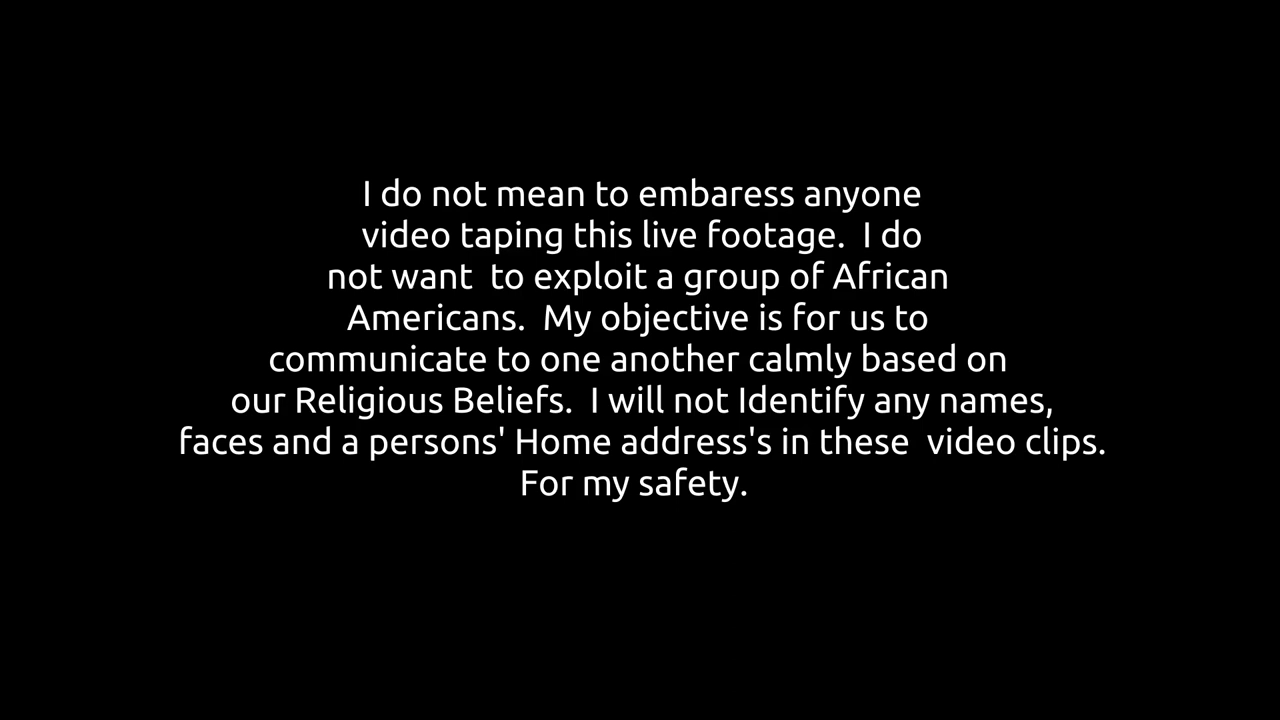 I do not mean to embaress anyone
video taping this live footage.  I do
not want  to exploit a group of African
Americans.  My objective is for us to
communicate to one another calmly based on
our Religious Beliefs.  I will not Identify any names,
faces and a persons' Home address's in these  video clips.
For my safety.